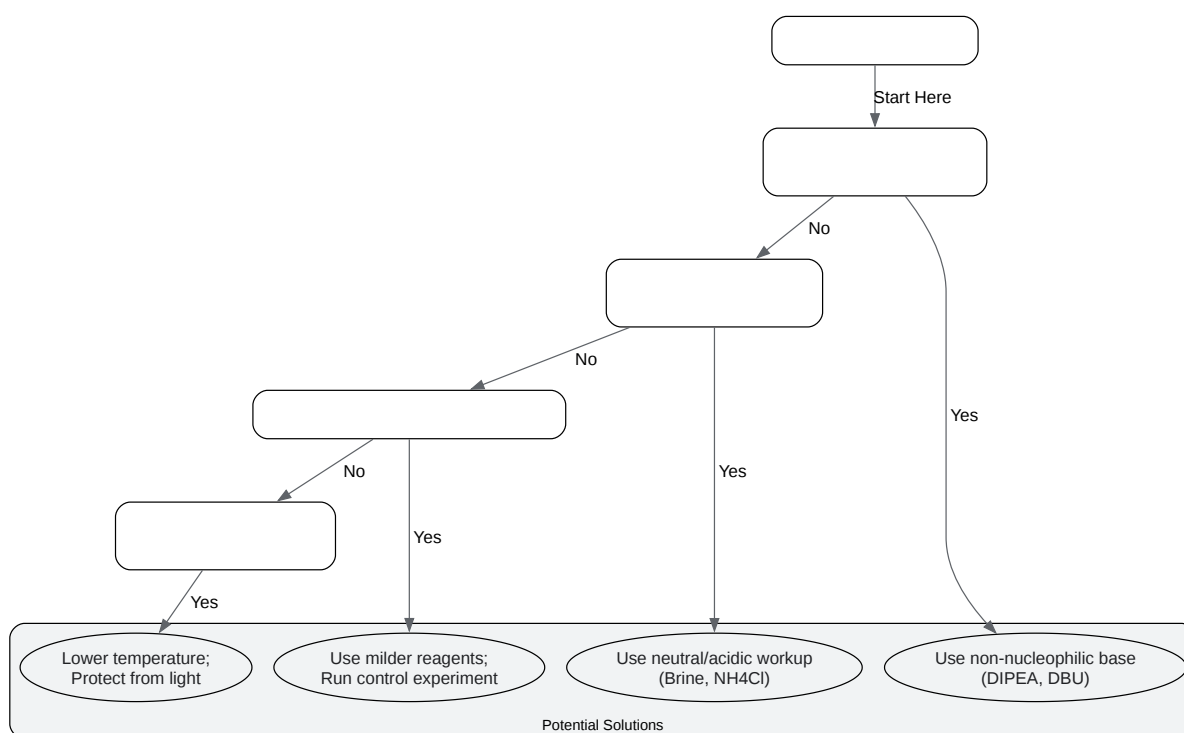 Start Here
No
No
Yes
No
Yes
Yes
Yes
Lower temperature;
Protect from light
Use milder reagents;
Run control experiment
Use neutral/acidic workup
(Brine, NH4Cl)
Use non-nucleophilic base
(DIPEA, DBU)
Potential Solutions